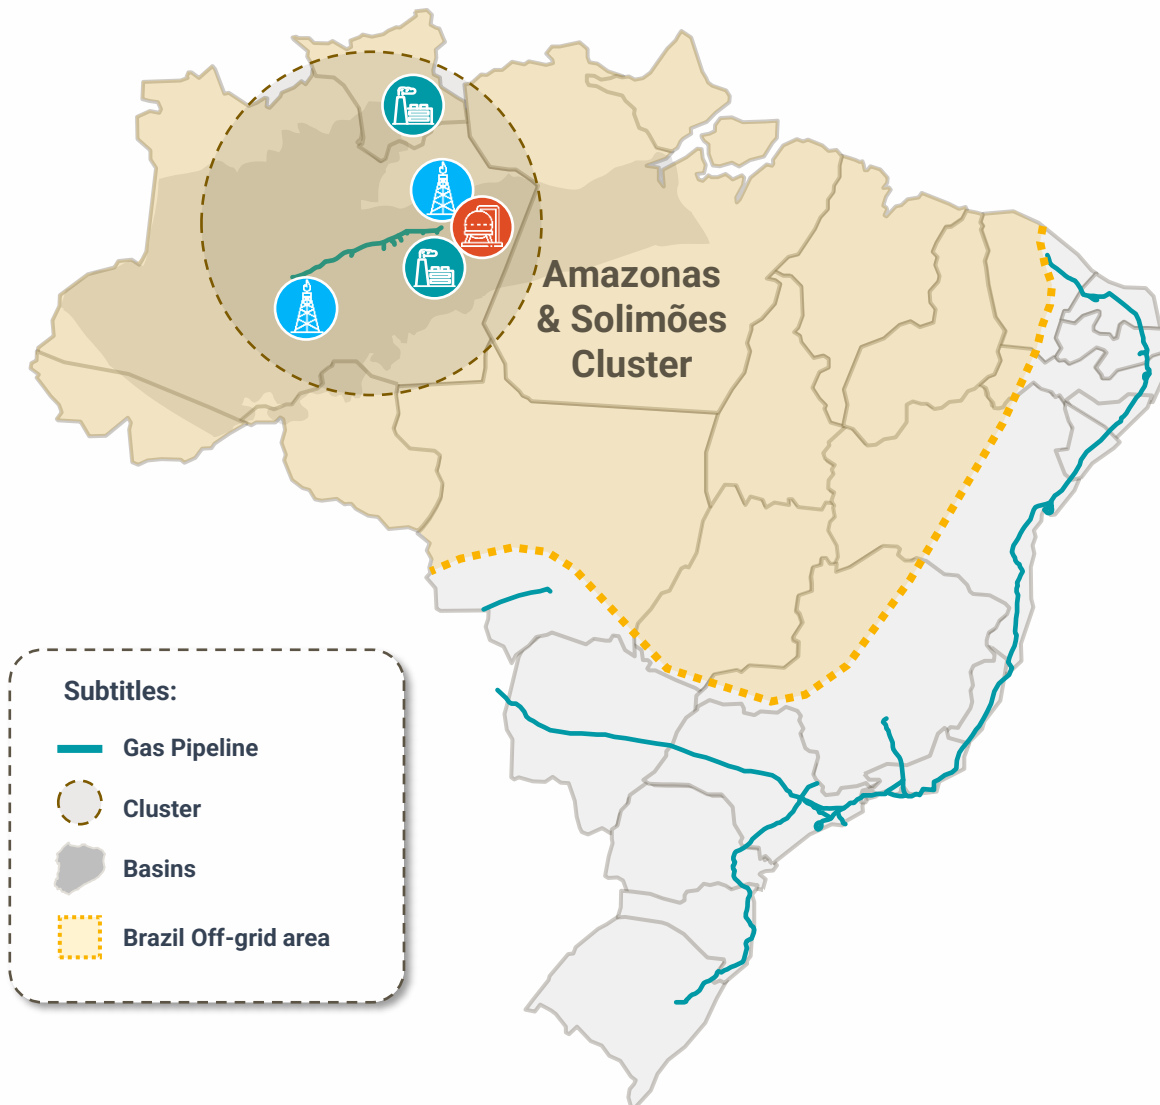 Amazonas
& Solimões
Cluster
Subtitles:
Gas Pipeline
Cluster
Basins
Brazil Off-grid area